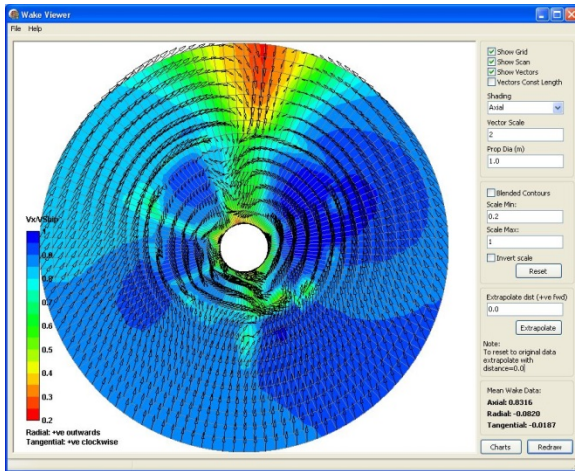 Wake Viewer
File Help
Show Grid
Show Scan
Show Vectors
Vectors Const Length
Shading
Axial
Vector Scale
2
Prop Dia (m)
1.0
Blended Contours
Scale Min:
0.2
Scale Max:
1
Invert scale
Reset
Extrapolate dist (+ve fwd)
0.0
Extrapolate
Note:
To reset to original data
extrapolate with
distance=0.0
Mean Wake Data:
Axial: 0.8316
Radial: -0.0820
Tangential: -0.0187
Charts Redraw
Vx/VShip
1
0.9
0.8
0.7
0.6
0.5
0.4
0.3
0.2
Radial: +ve outwards
Tangential: +ve clockwise